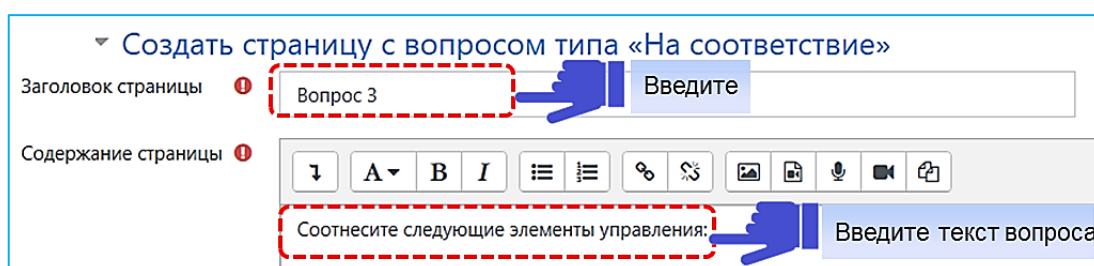 Создать страницу с вопросом типа «На соответствие»
Заголовок страницы
Вопрос 3
Введите
Содержание страницы
A B I
Соотнесите следующие элементы управления:
Введите текст вопроса